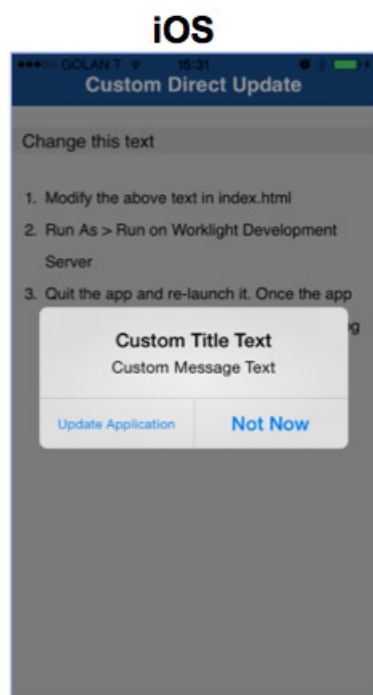 iOS
GOLAN T 15:31
Custom Direct Update
Change this text
1. Modify the above text in index.html
2. Run As > Run on Worklight Development
Server
3. Quit the app and re-launch it. Once the app
Custom Title Text
Custom Message Text
Update Application Not Now